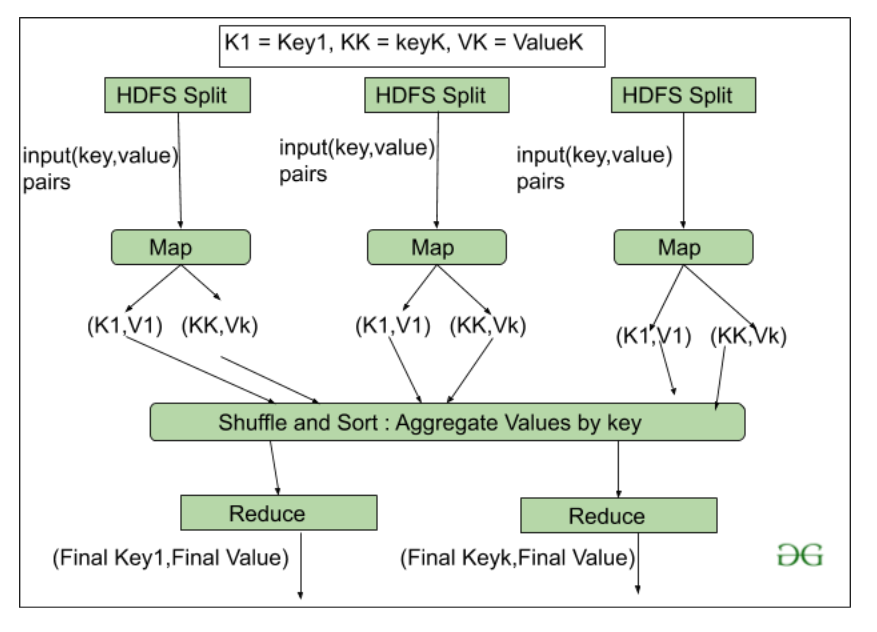 K1 = Key1, KK = keyK, VK = ValueK
HDFS Split
HDFS Split
HDFS Split
input(key,value)
pairs
input(key,value)
pairs
input(key,value)
pairs
Map
Map
Map
(K1,V1) (KK,Vk)
(K1,V1) (KK,Vk)
(K1,V1) (KK,Vk)
Shuffle and Sort : Aggregate Values by key
Reduce
Reduce
(Final Key1,Final Value)
(Final Keyk,Final Value)